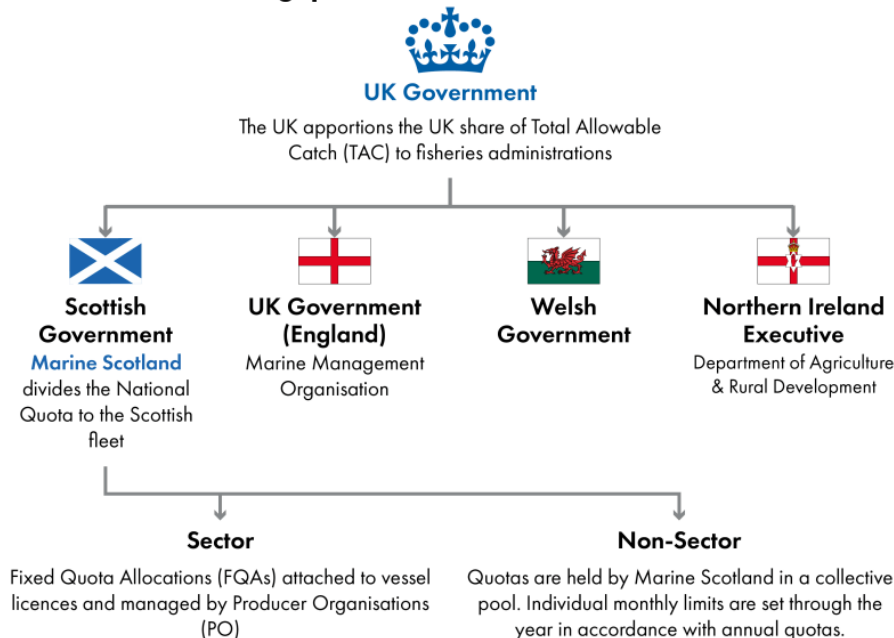 UK Government
The UK apportions the UK share of Total Allowable
Catch (TAC) to fisheries administrations
Scottish
Government
Marine Scotland
divides the National
Quota to the Scottish
fleet
UK Government
(England)
Marine Management
Organisation
Welsh
Government
Northern Ireland
Executive
Department of Agriculture
& Rural Development
Sector
Fixed Quota Allocations (FQAs) attached to vessel
licences and managed by Producer Organisations
(PO)
Non-Sector
Quotas are held by Marine Scotland in a collective
pool. Individual monthly limits are set through the
year in accordance with annual quotas.